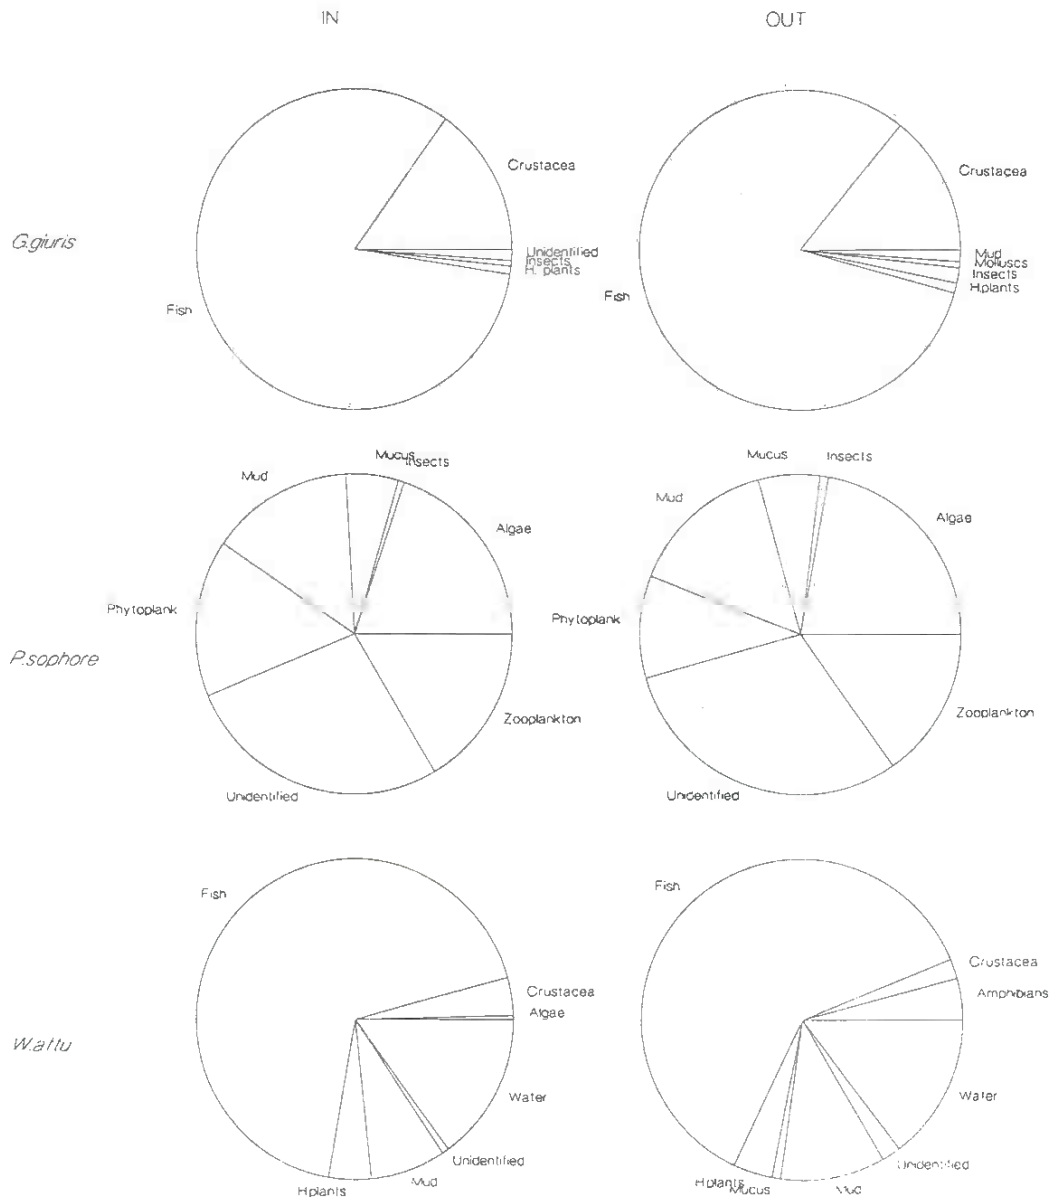 IN
OUT
Crustacea
Unidentified
Insects
H. plants
Fish
G.giuris
Crustacea
Mud
Molluscs
Insects
H.plants
Fish
Mucus
Insects
Mud
Algae
Phytoplank
Zooplankton
Unidentified
P.sophore
Mucus
Insects
Mud
Algae
Phytoplank
Zooplankton
Unidentified
Fish
Crustacea
Algae
Water
Unidentified
Mud
H.plants
W.attu
Fish
Crustacea
Amphibians
Water
Unidentified
Mud
Mucus
H.plants